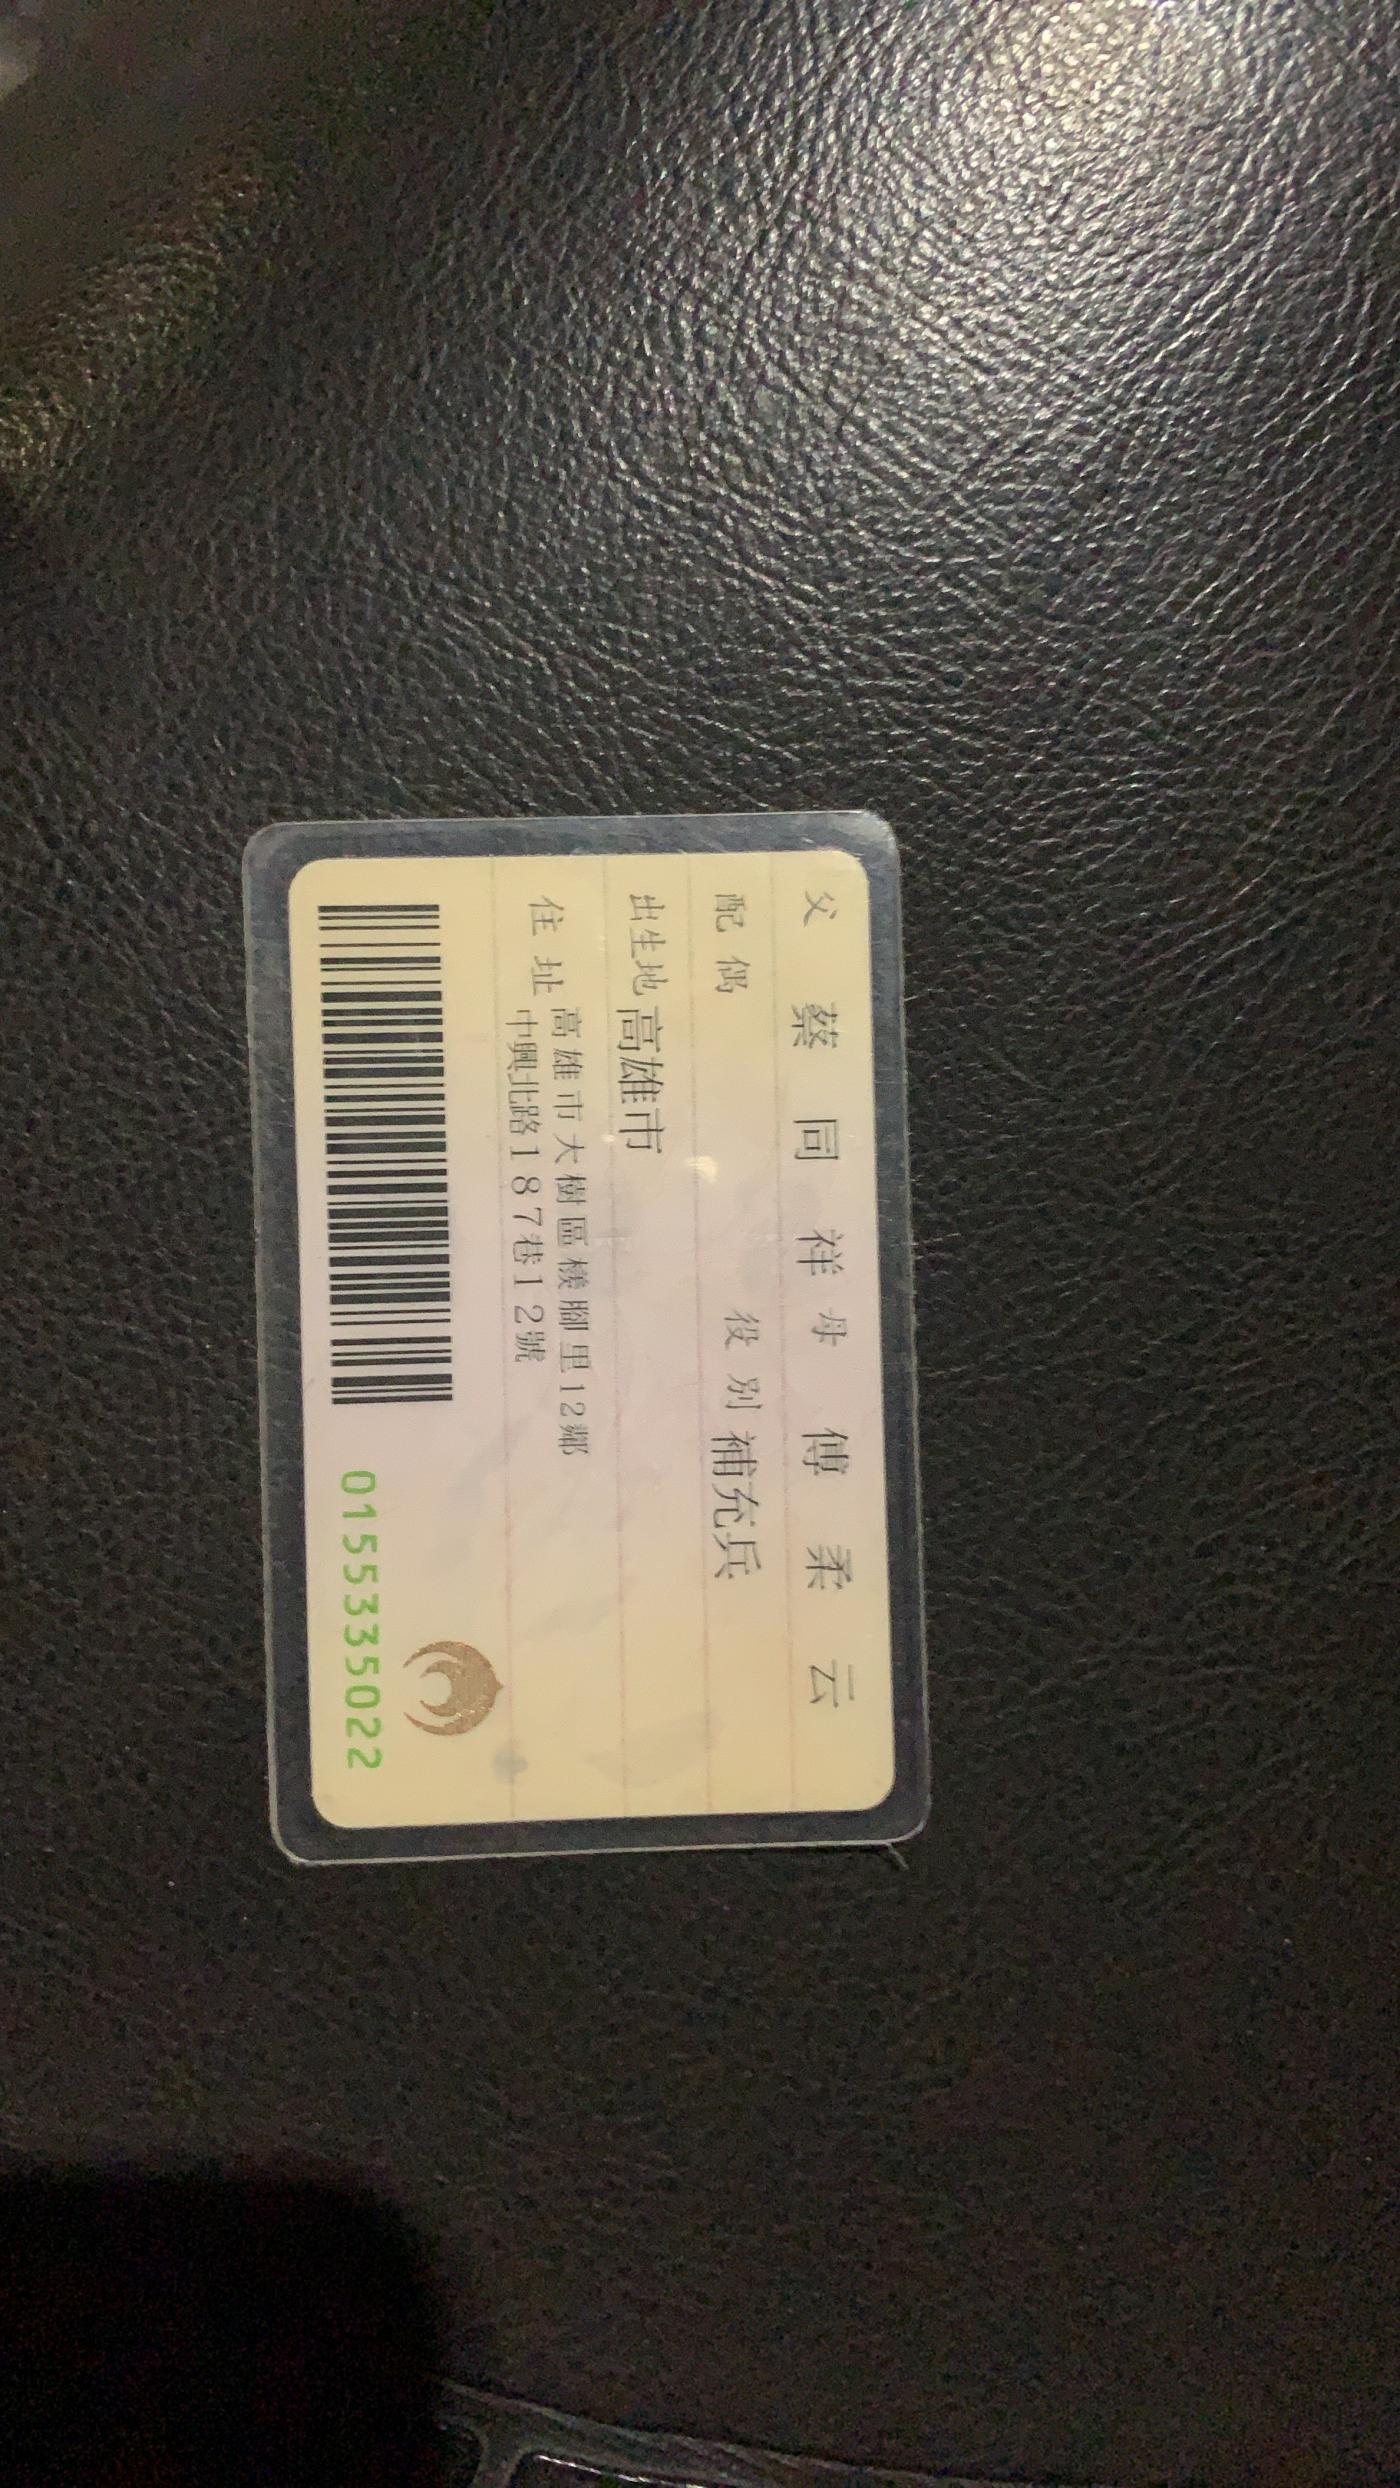 父 蔡同祥 母 傅柔云
配偶 役別 補充兵
出生地 高雄市
住址 高雄市大樹區檨腳里12鄰
中興北路187巷12號
0155335022